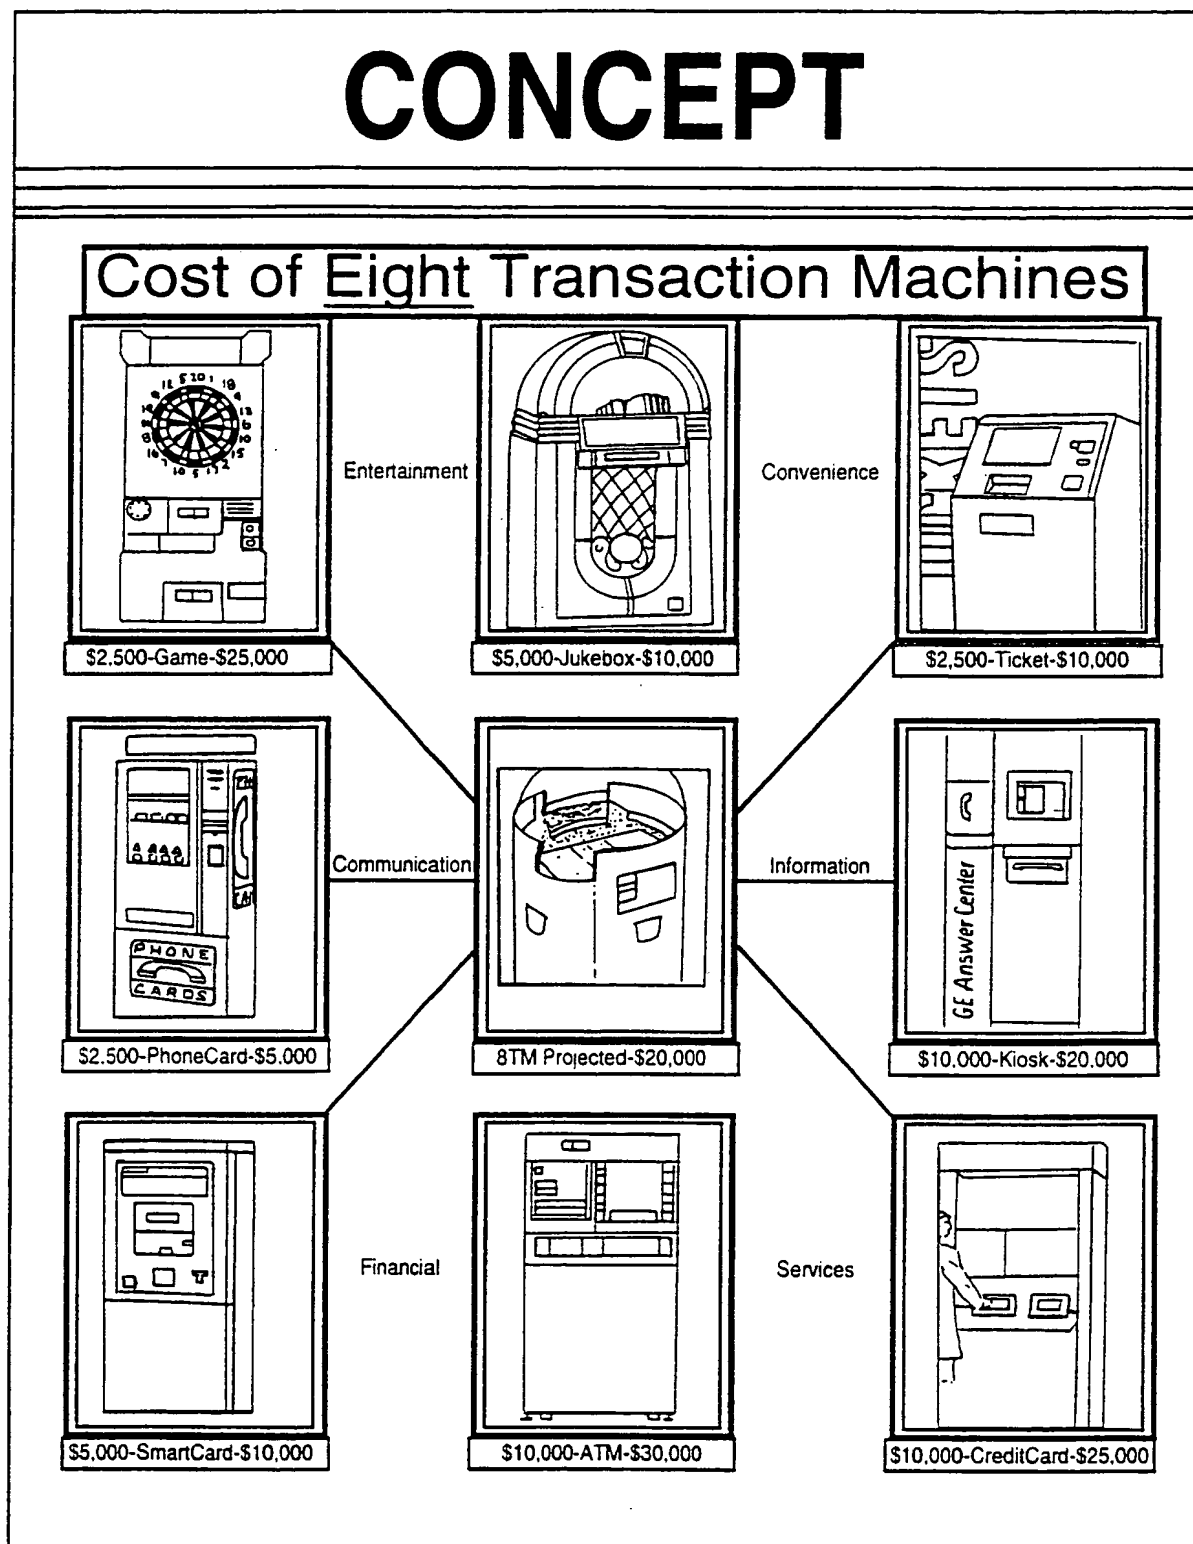 CONCEPT
Cost of Eight Transaction Machines
Entertainment
Convenience
$2,500-Game-$25,000
$5,000-Jukebox-$10,000
$2,500-Ticket-$10,000
PHONE
CARDS
Communication
Information
GE Answer Center
$2.500-PhoneCard-$5.000
8TM Projected-$20,000
$10,000-Kiosk-$20,000
Financial
Services
$5,000-SmartCard-$10,000
$10,000-ATM-$30,000
$10,000-CreditCard-$25,000